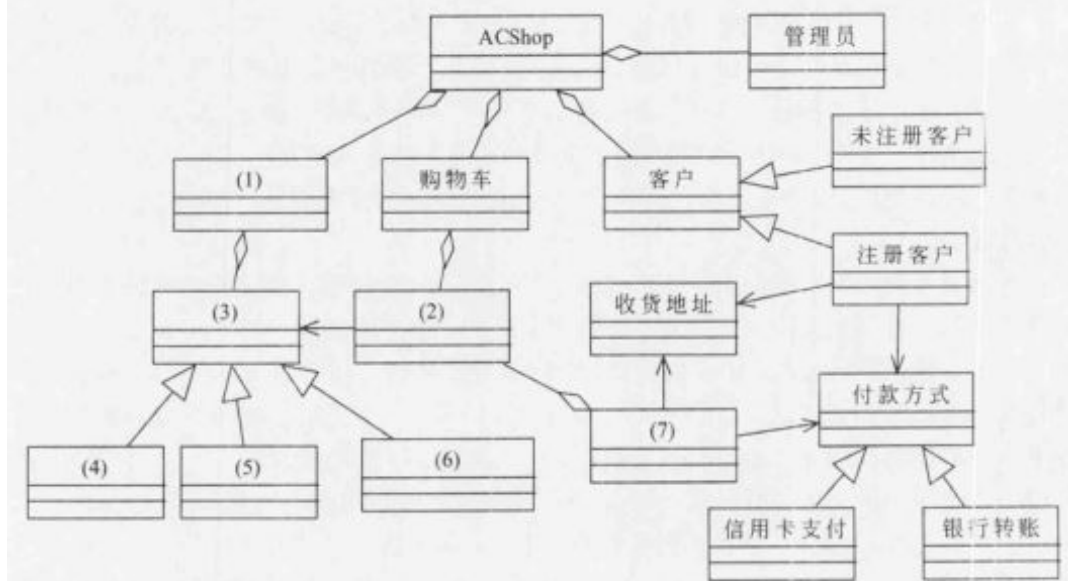 ACShop
管理员
未注册客户
(1)
购物车
客户
注册客户
收货地址
(3)
(2)
付款方式
(7)
(4)
(5)
(6)
信用卡支付
银行转账